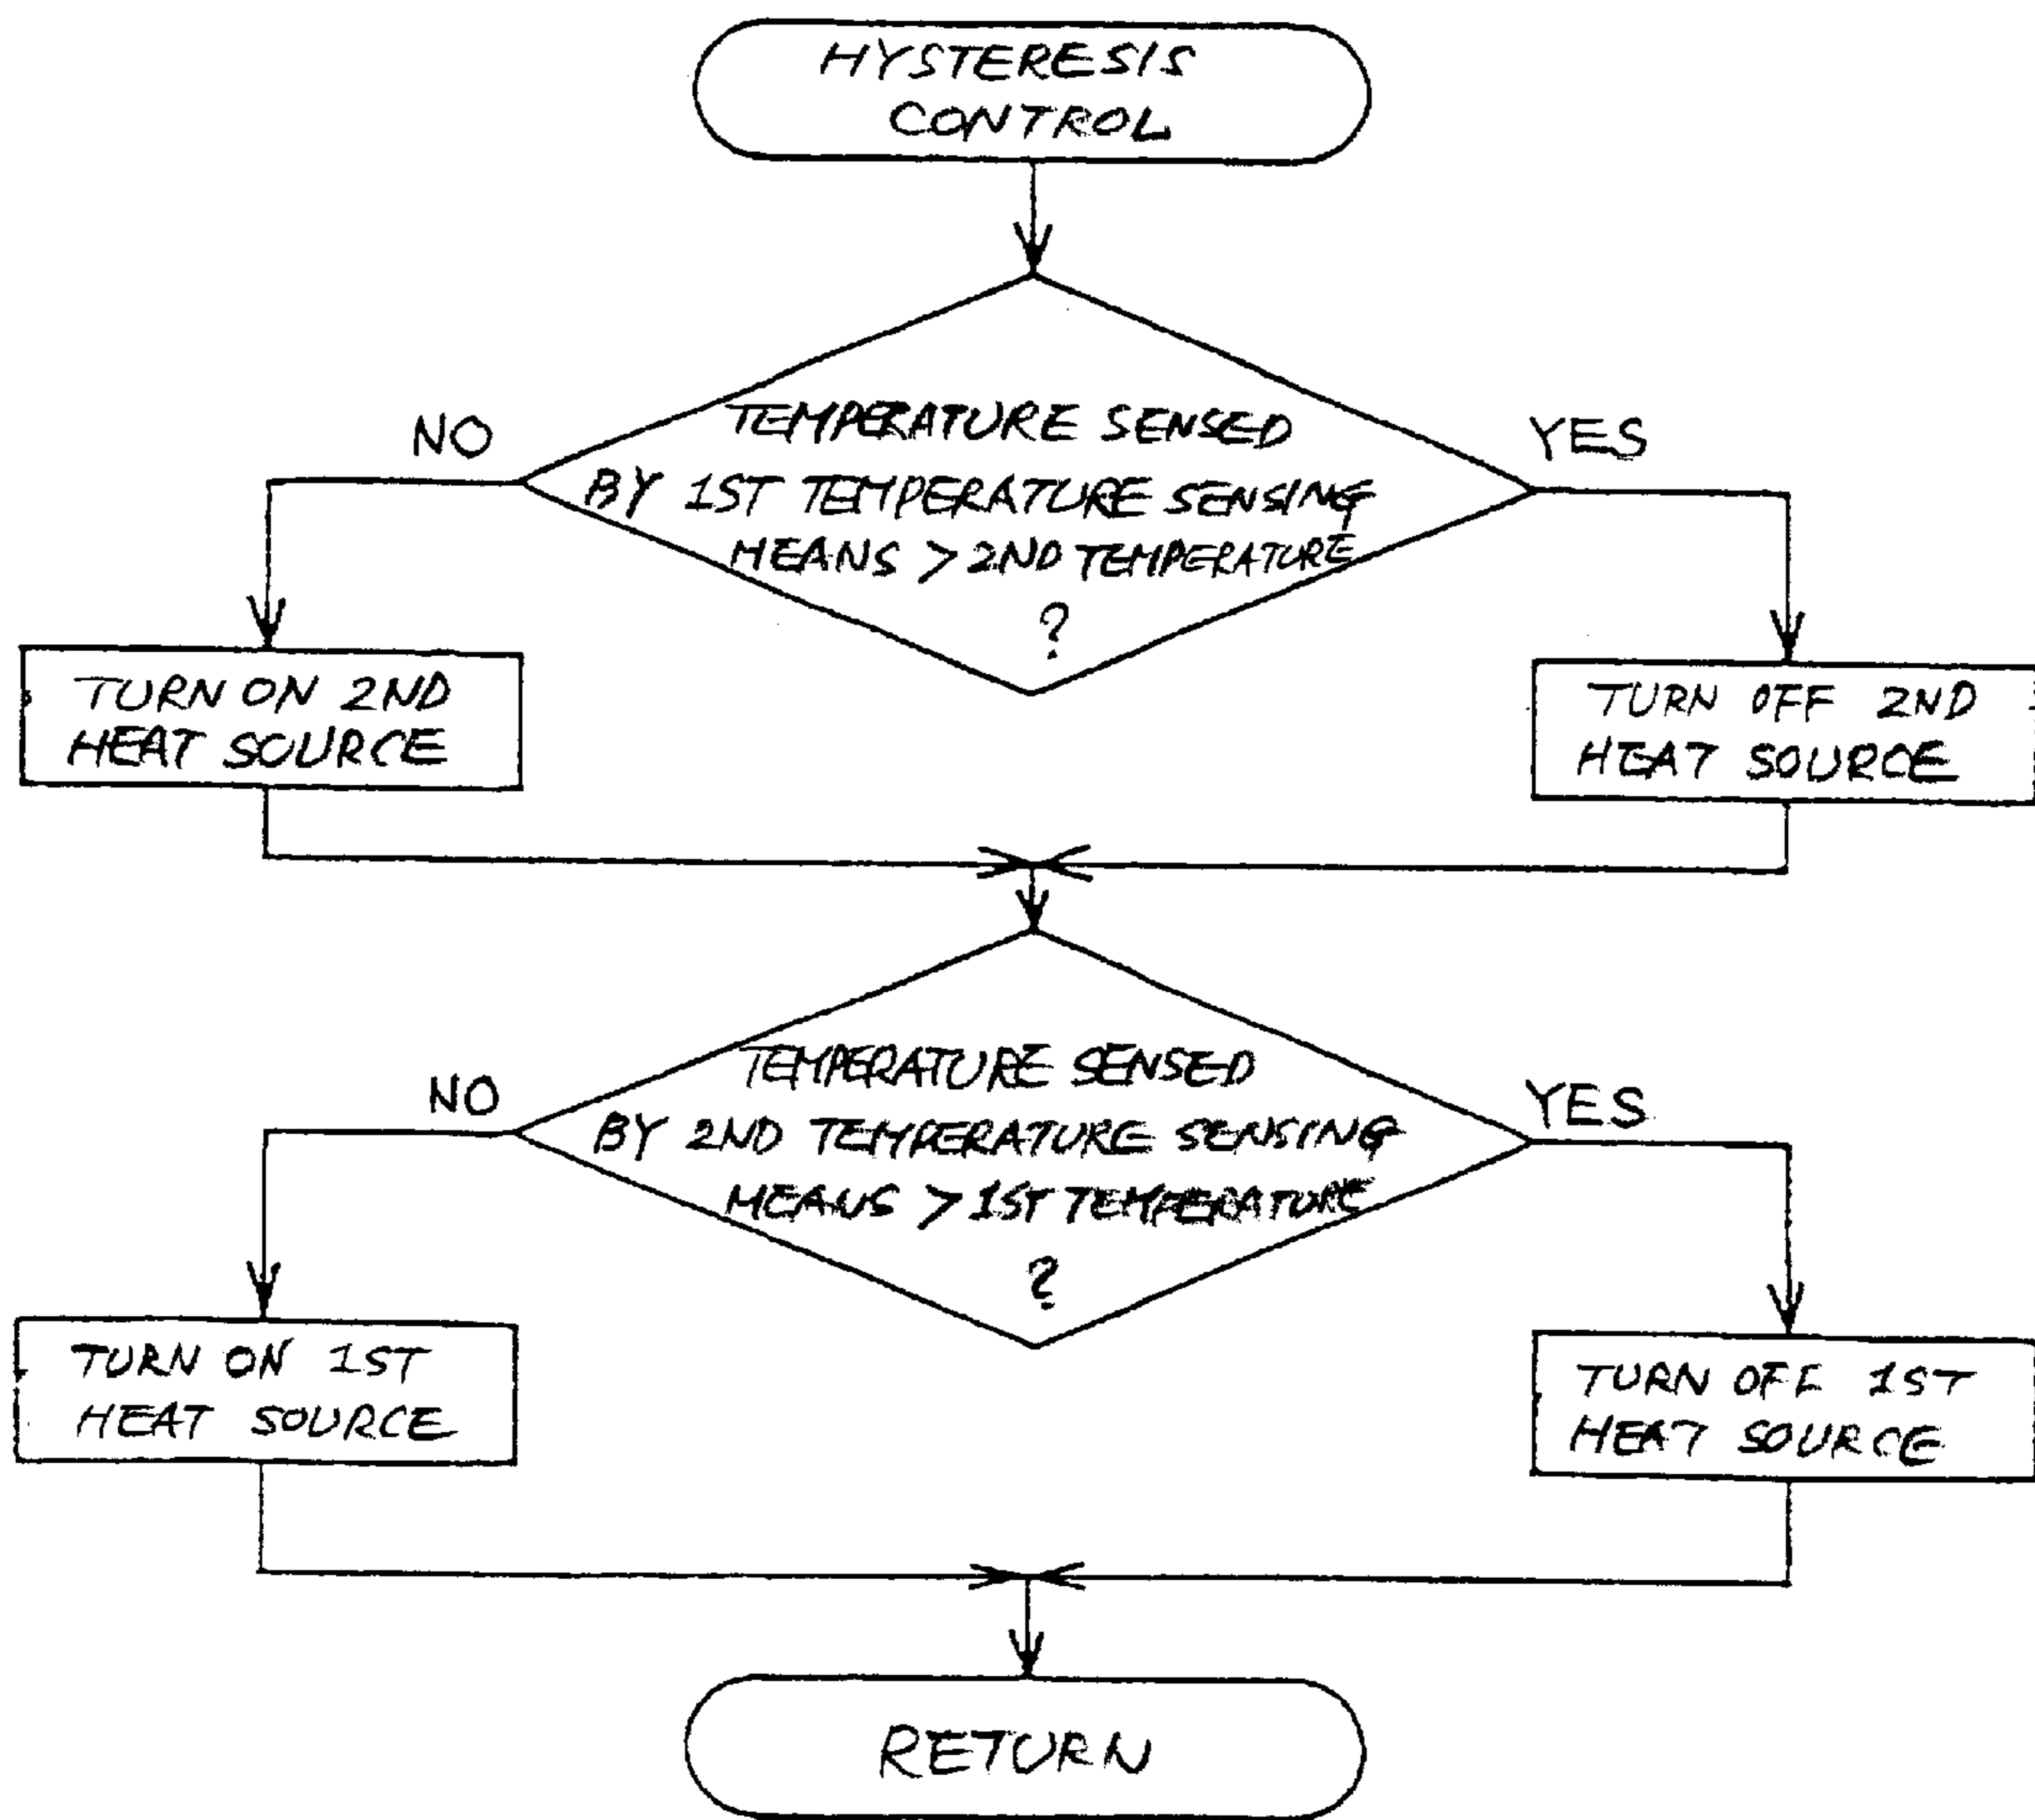 HYSTERESIS
CONTROL
TEMPERATURE SENSED
BY 1ST TEMPERATURE SENSING
MEANS > 2ND TEMPERATURE
?
NO
YES
TURN ON 2ND
HEAT SOURCE
TURN OFF 2ND
HEAT SOURCE
TEMPERATURE SENSED
BY 2ND TEMPERATURE SENSING
MEANS > 1ST TEMPERATURE
?
NO
YES
TURN ON 1ST
HEAT SOURCE
TURN OFF 1ST
HEAT SOURCE
RETURN